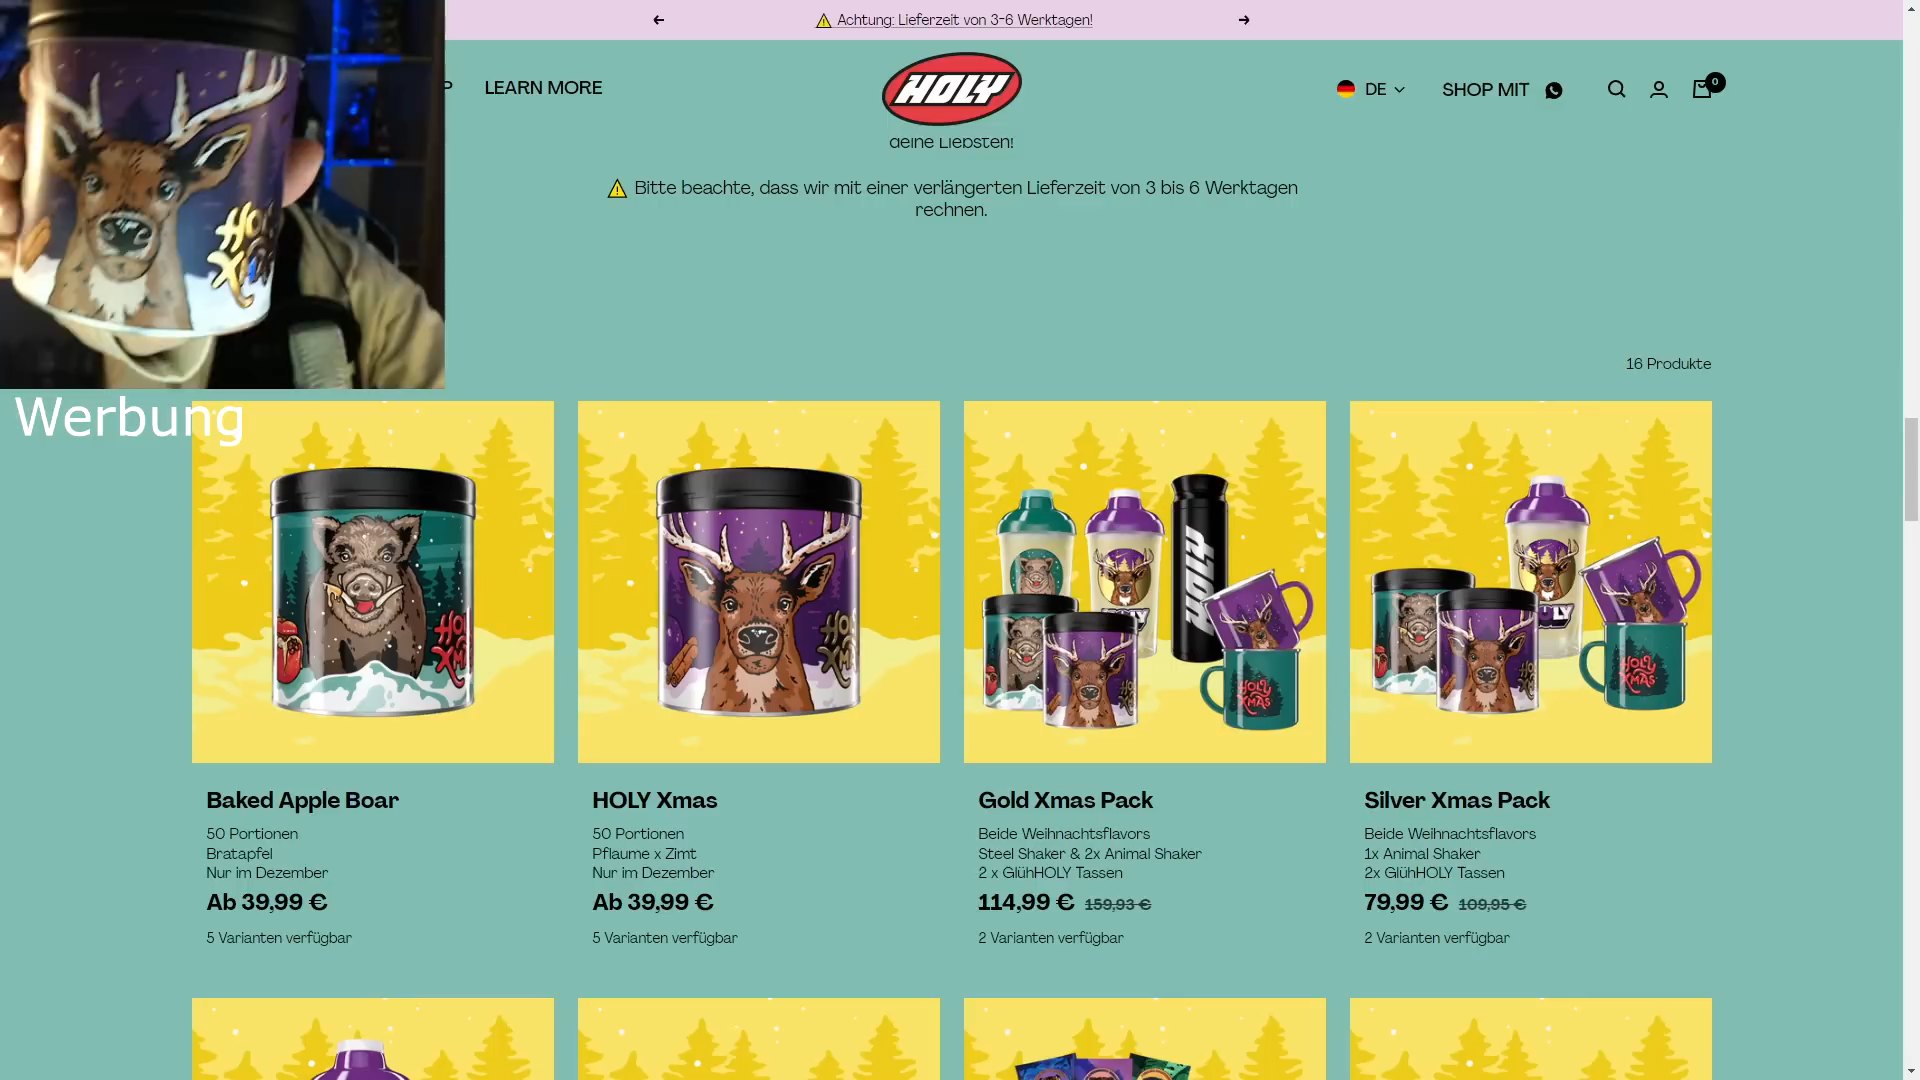 ⚠️ Achtung: Lieferzeit von 3-6 Werktagen!
P
LEARN MORE
HOLY
DE
SHOP MIT
0
deine Liebsten!
⚠️ Bitte beachte, dass wir mit einer verlängerten Lieferzeit von 3 bis 6 Werktagen
rechnen.
16 Produkte
Werbung
HOLY
HOLY
XMAS
Baked Apple Boar
50 Portionen
Bratapfel
Nur im Dezember
Ab 39,99 €
5 Varianten verfügbar
HOLY Xmas
50 Portionen
Pflaume x Zimt
Nur im Dezember
Ab 39,99 €
5 Varianten verfügbar
Gold Xmas Pack
Beide Weihnachtsflavors
Steel Shaker & 2x Animal Shaker
2 x GlühHOLY Tassen
114,99 € 159,93 €
2 Varianten verfügbar
Silver Xmas Pack
Beide Weihnachtsflavors
1x Animal Shaker
2x GlühHOLY Tassen
79,99 € 109,95 €
2 Varianten verfügbar